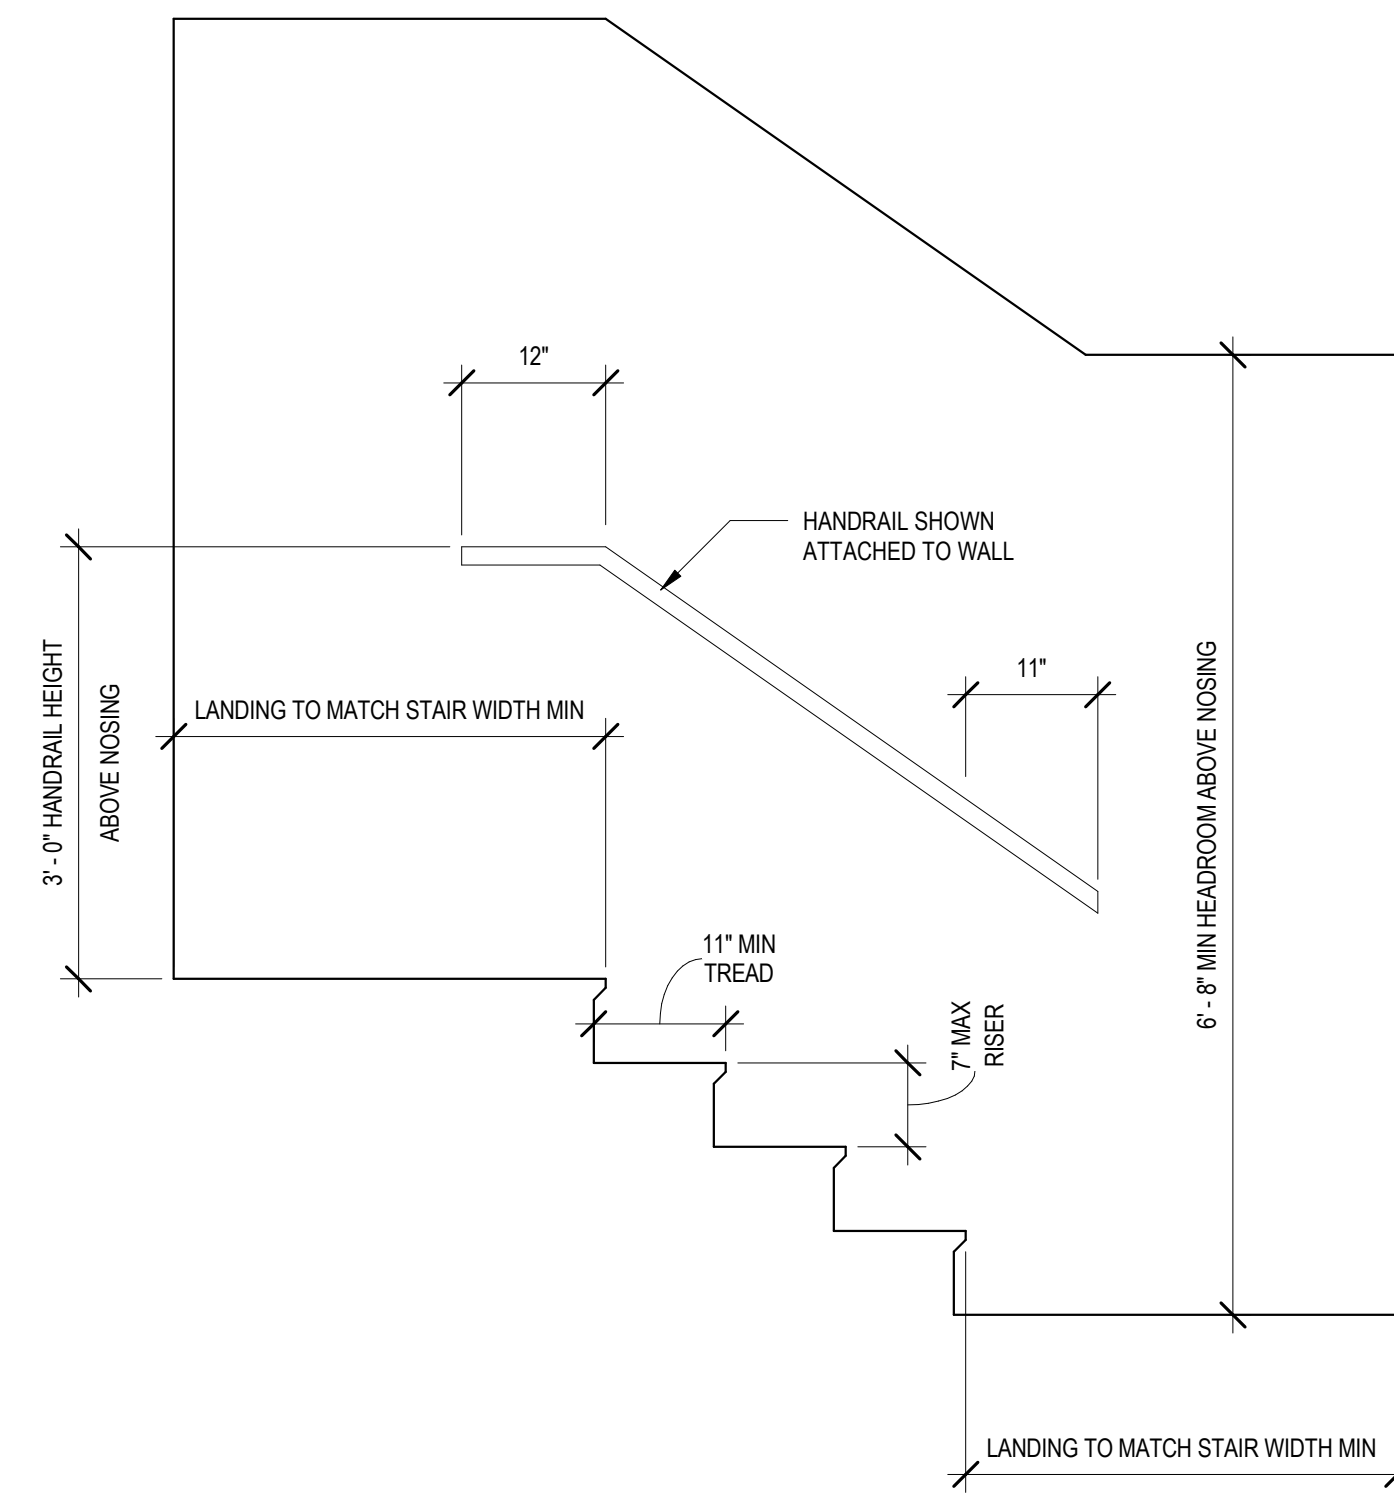 12"
HANDRAIL SHOWN
ATTACHED TO WALL
3' - 0" HANDRAIL HEIGHT
ABOVE NOSING
LANDING TO MATCH STAIR WIDTH MIN
11"
6' - 8" MIN HEADROOM ABOVE NOSING
11" MIN
TREAD
7" MAX
RISER
LANDING TO MATCH STAIR WIDTH MIN